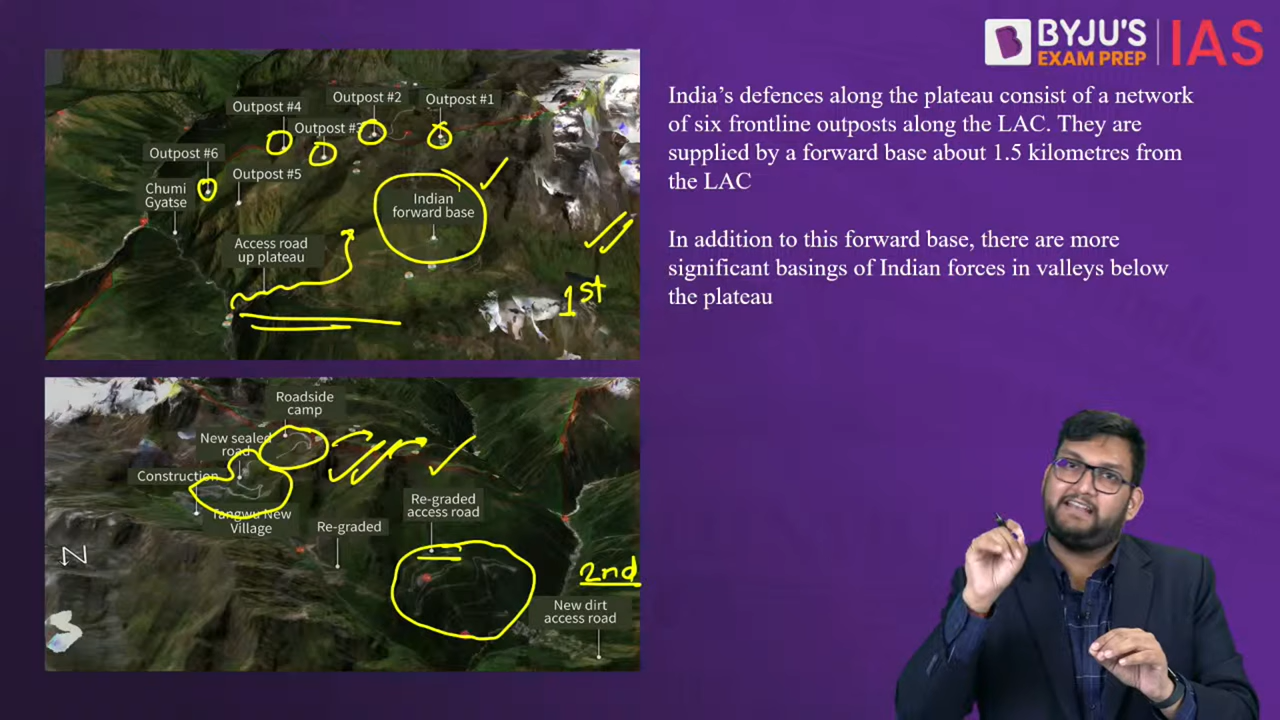 BYJU'S
EXAM PREP
IAS
India's defences along the plateau consist of a network
of six frontline outposts along the LAC. They are
supplied by a forward base about 1.5 kilometres from
the LAC
In addition to this forward base, there are more
significant basings of Indian forces in valleys below
the plateau
Outpost #4
Outpost #2
Outpost #1
Outpost #3
Outpost #6
Outpost #5
Chumi
Gyatse
Indian
forward base
Access road
up plateau
1st
Roadside
camp
New sealed
road
Construction
Tangwu New
Village
Re-graded
Re-graded
access road
2nd
New dirt
access road
N